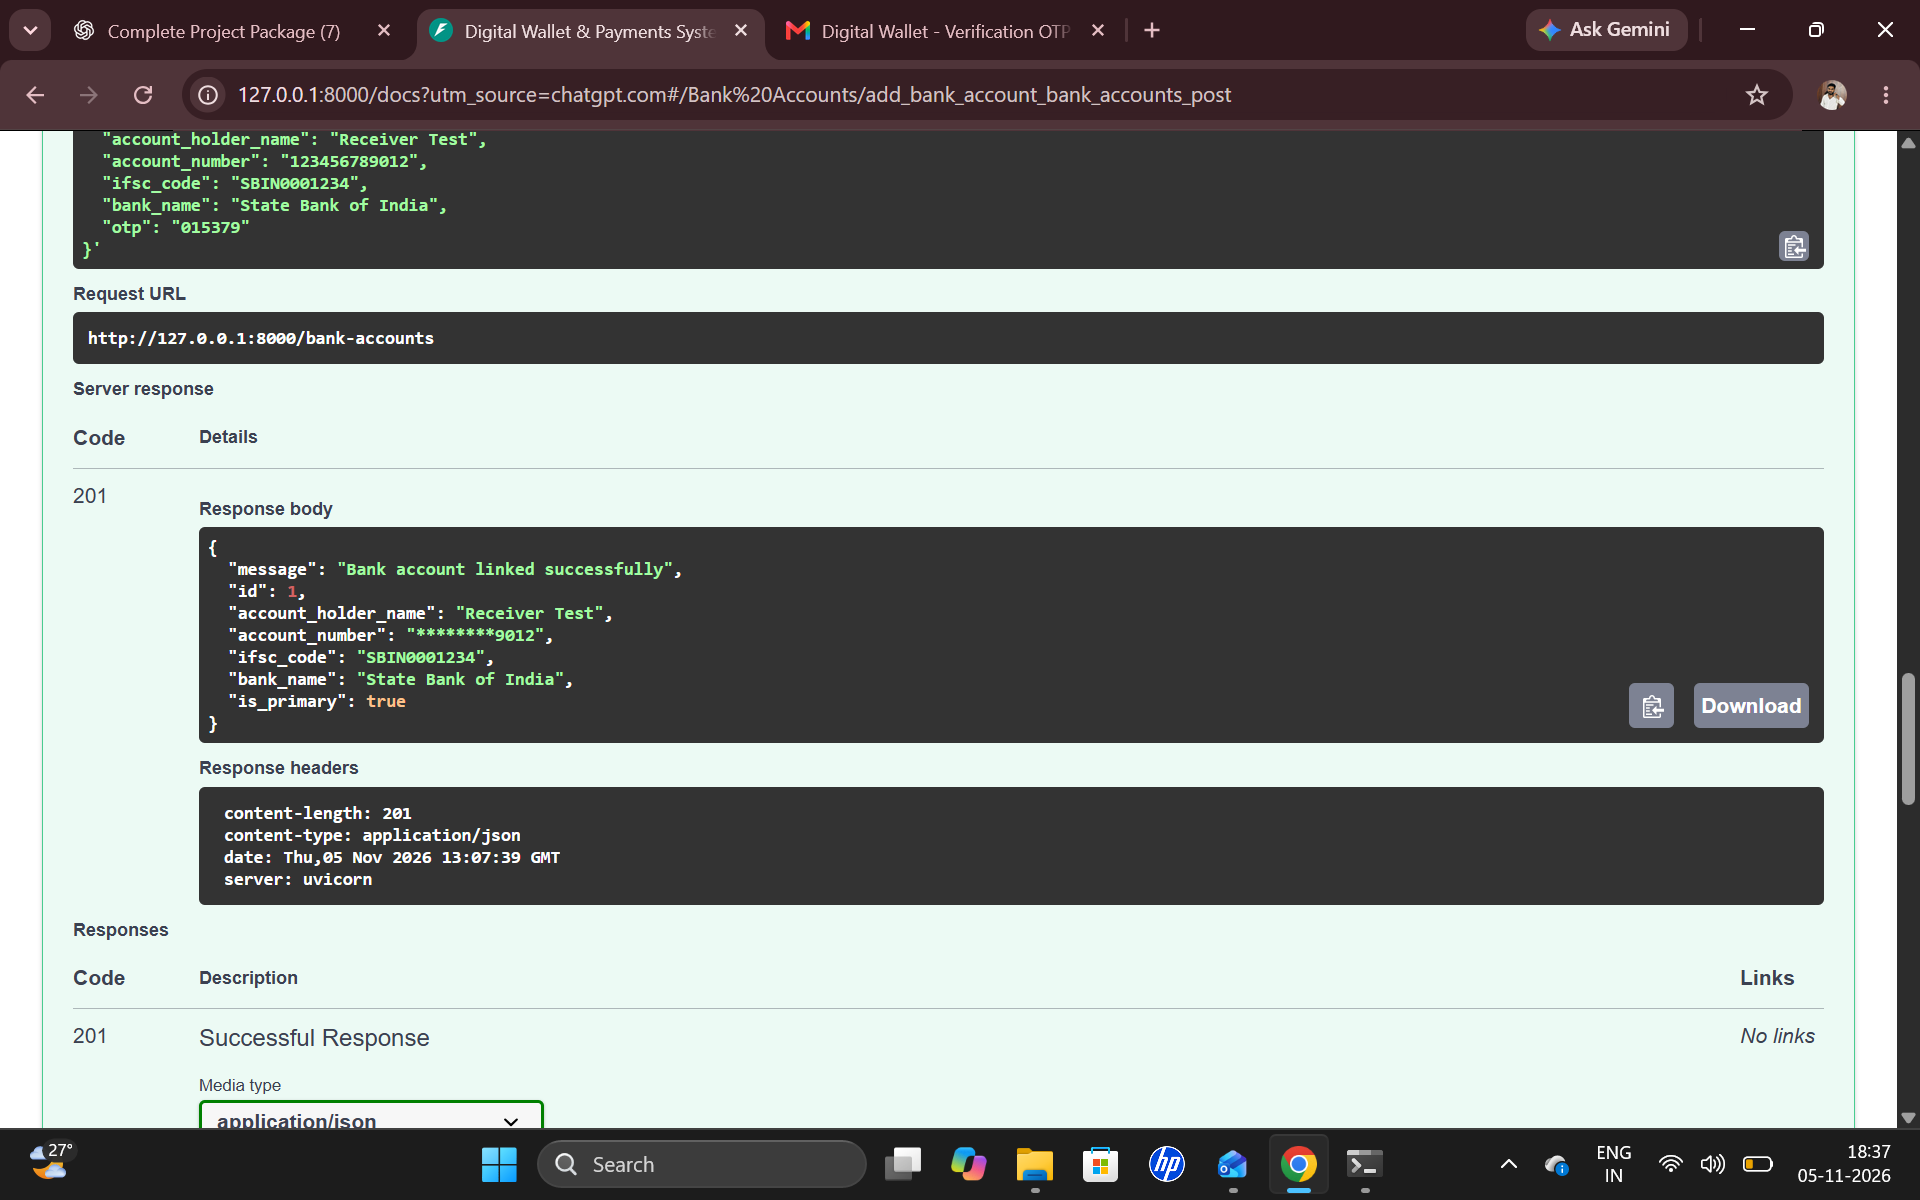 Complete Project Package (7)
Digital Wallet & Payments Syste
Digital Wallet - Verification OTP
Ask Gemini
127.0.0.1:8000/docs?utm_source=chatgpt.com#/Bank%20Accounts/add_bank_account_bank_accounts_post
"account_holder_name": "Receiver Test",
"account_number": "123456789012",
"ifsc_code": "SBIN0001234",
"bank_name": "State Bank of India",
"otp": "015379"
}'
Request URL
http://127.0.0.1:8000/bank-accounts
Server response
Code Details
201
Response body
{
"message": "Bank account linked successfully",
"id": 1,
"account_holder_name": "Receiver Test",
"account_number": "********9012",
"ifsc_code": "SBIN0001234",
"bank_name": "State Bank of India",
"is_primary": true
}
Download
Response headers
content-length: 201
content-type: application/json
date: Thu,05 Nov 2026 13:07:39 GMT
server: uvicorn
Responses
Code Description Links
201 Successful Response No links
Media type
application/json
27°
Search
hp
ENG
IN
18:37
05-11-2026